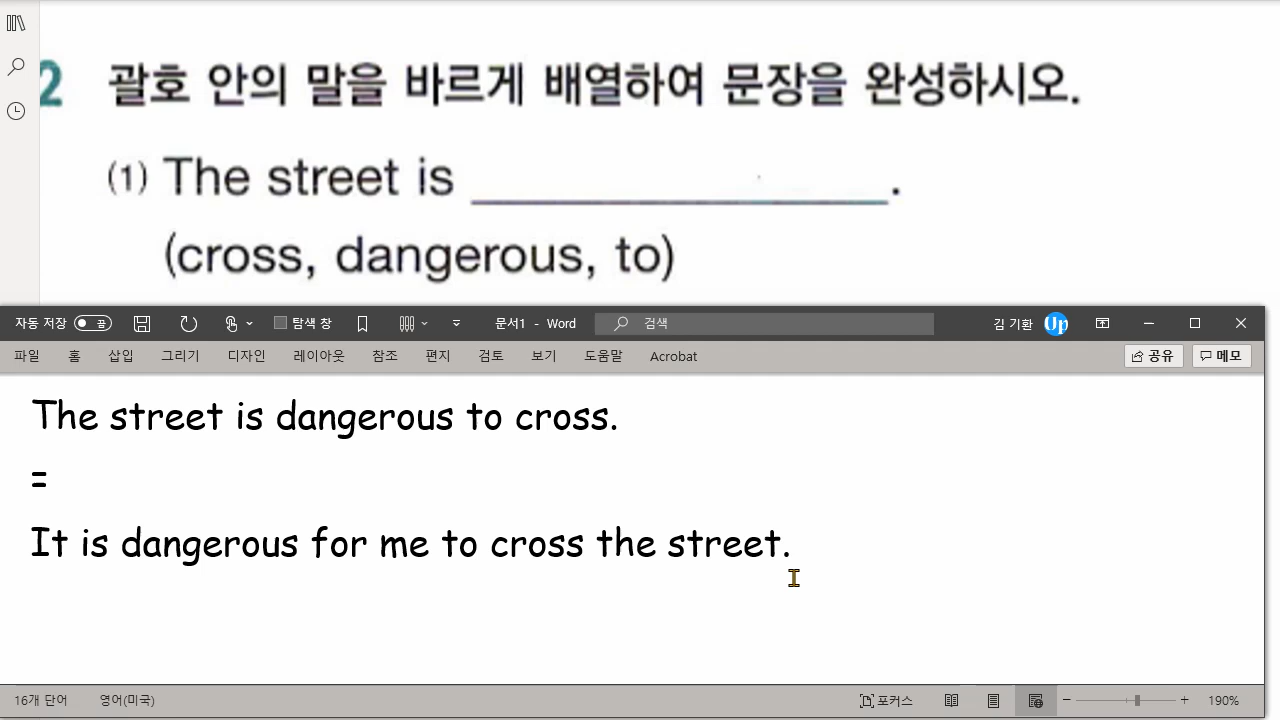 2 괄호 안의 말을 바르게 배열하여 문장을 완성하시오.
(1) The street is ____________.
(cross, dangerous, to)
자동 저장 끔 탐색 창 문서1 - Word 검색 김 기환 Up
파일 홈 삽입 그리기 디자인 레이아웃 참조 편지 검토 보기 도움말 Acrobat 공유 메모
The street is dangerous to cross.
=
It is dangerous for me to cross the street.
16개 단어 영어(미국) 포커스 - + 190%